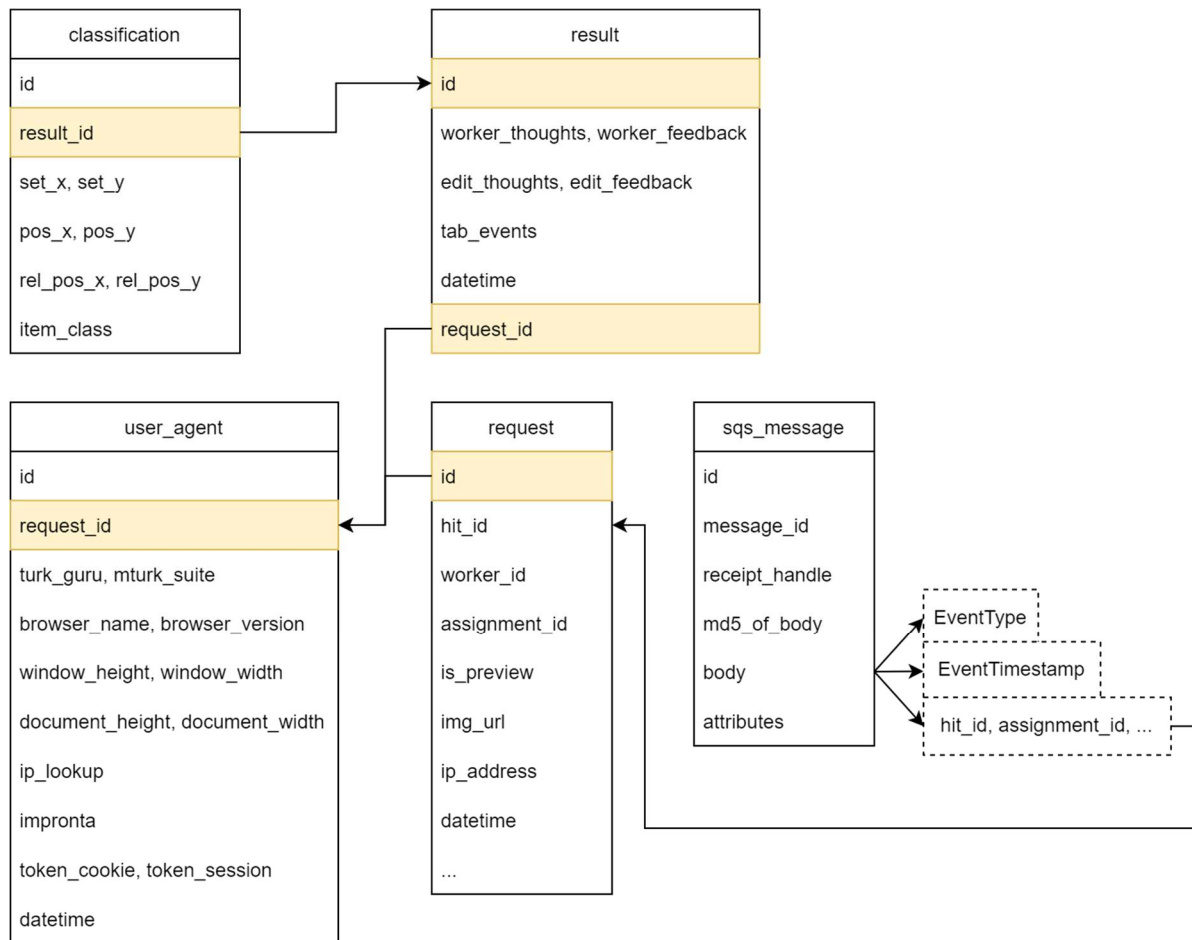 classification
id
result_id
set_x, set_y
pos_x, pos_y
rel_pos_x, rel_pos_y
item_class
result
id
worker_thoughts, worker_feedback
edit_thoughts, edit_feedback
tab_events
datetime
request_id
user_agent
id
request_id
turk_guru, mturk_suite
browser_name, browser_version
window_height, window_width
document_height, document_width
ip_lookup
impronta
token_cookie, token_session
datetime
request
id
hit_id
worker_id
assignment_id
is_preview
img_url
ip_address
datetime
...
sqs_message
id
message_id
receipt_handle
md5_of_body
body
attributes
EventType
EventTimestamp
hit_id, assignment_id, ...